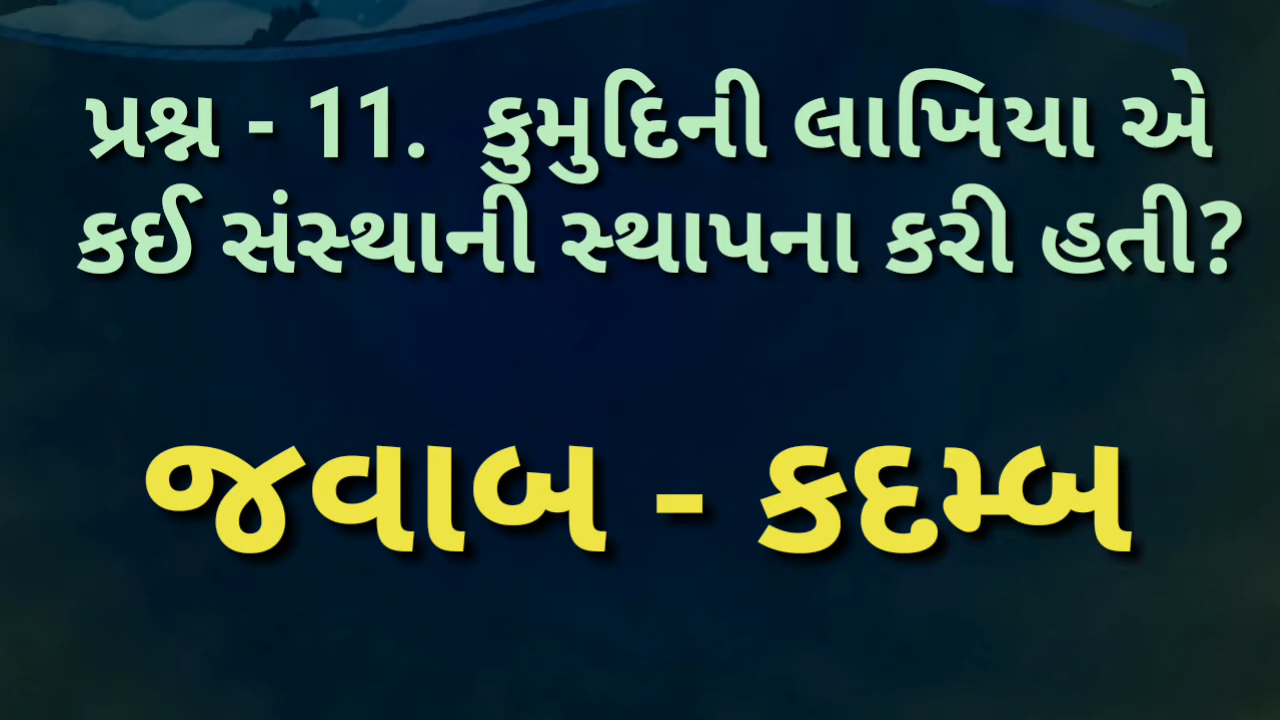 પ્રશ્ન - 11. કુમુદિની લાખિયા એ
કઈ સંસ્થાની સ્થાપના કરી હતી?
જવાબ - કદમ્બ